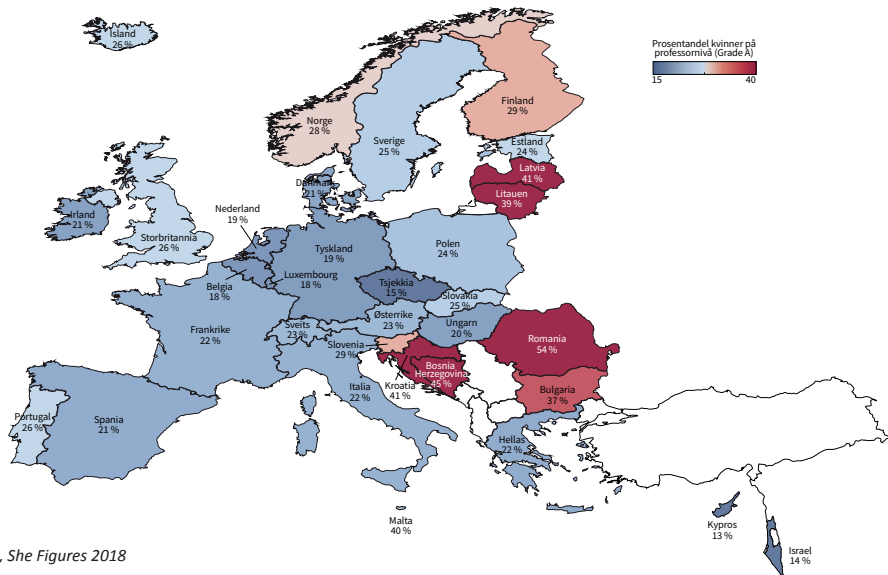 Prosentandel kvinner på
professornivå (Grade A)
15 40
Island
26 %
Norge
28 %
Sverige
25 %
Finland
29 %
Estland
24 %
Latvia
41 %
Litauen
39 %
Danmark
21 %
Irland
21 %
Storbritannia
26 %
Nederland
19 %
Belgia
18 %
Luxembourg
18 %
Tyskland
19 %
Polen
24 %
Tsjekkia
15 %
Slovakia
25 %
Østerrike
23 %
Sveits
23 %
Ungarn
20 %
Frankrike
22 %
Slovenia
29 %
Kroatia
41 %
Bosnia
Herzegovina
45 %
Romania
54 %
Bulgaria
37 %
Italia
22 %
Portugal
26 %
Spania
21 %
Hellas
22 %
Malta
40 %
Kypros
13 %
Israel
14 %
, She Figures 2018